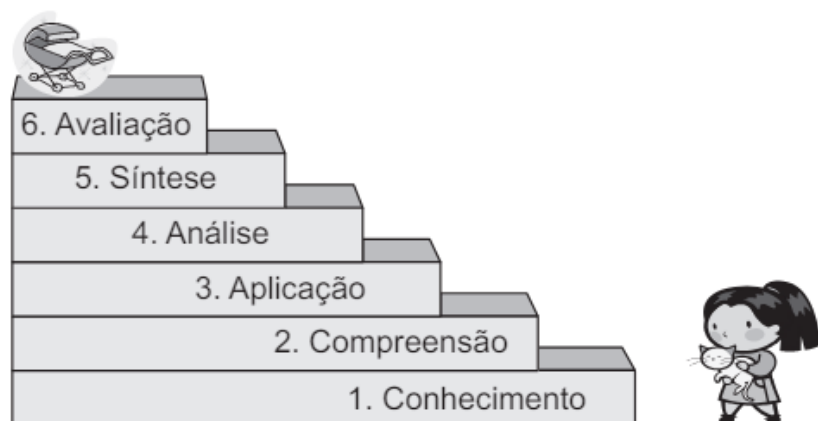 6. Avaliação
5. Síntese
4. Análise
3. Aplicação
2. Compreensão
1. Conhecimento